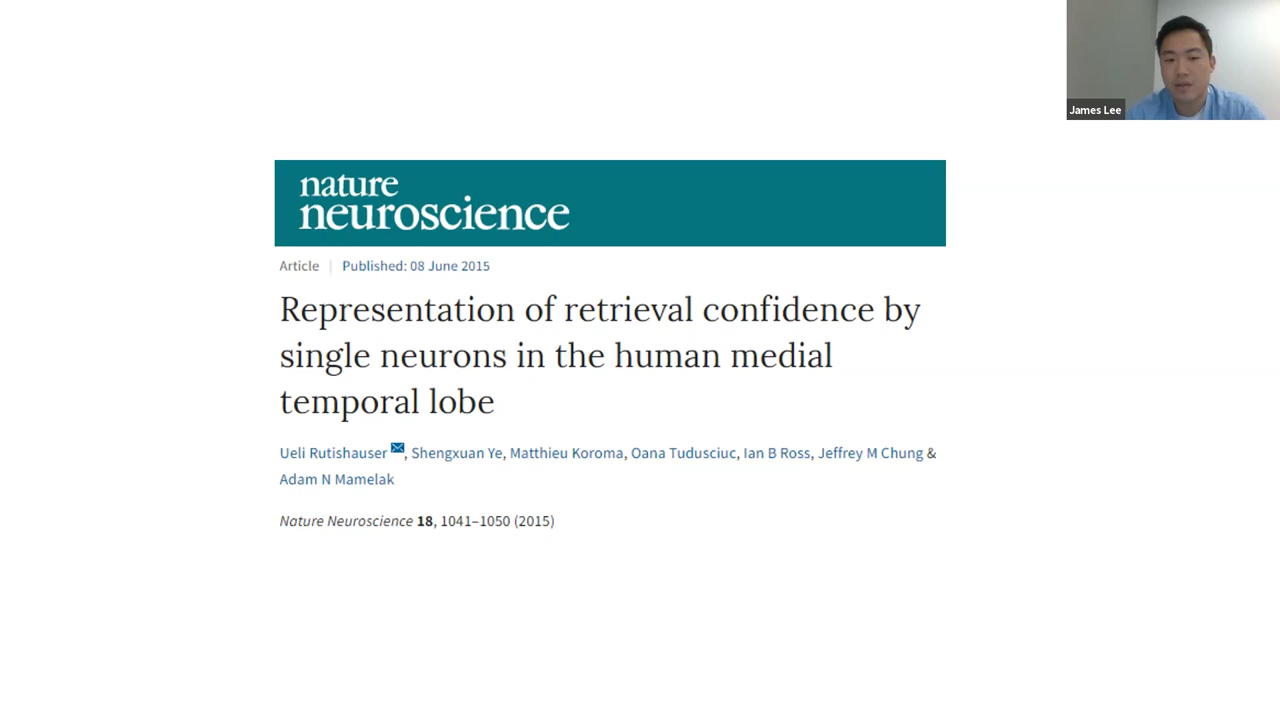 James Lee
nature
neuroscience
Article | Published: 08 June 2015
Representation of retrieval confidence by
single neurons in the human medial
temporal lobe
Ueli Rutishauser, Shengxuan Ye, Matthieu Koroma, Oana Tudusciuc, Ian B Ross, Jeffrey M Chung &
Adam N Mamelak
Nature Neuroscience 18, 1041–1050 (2015)